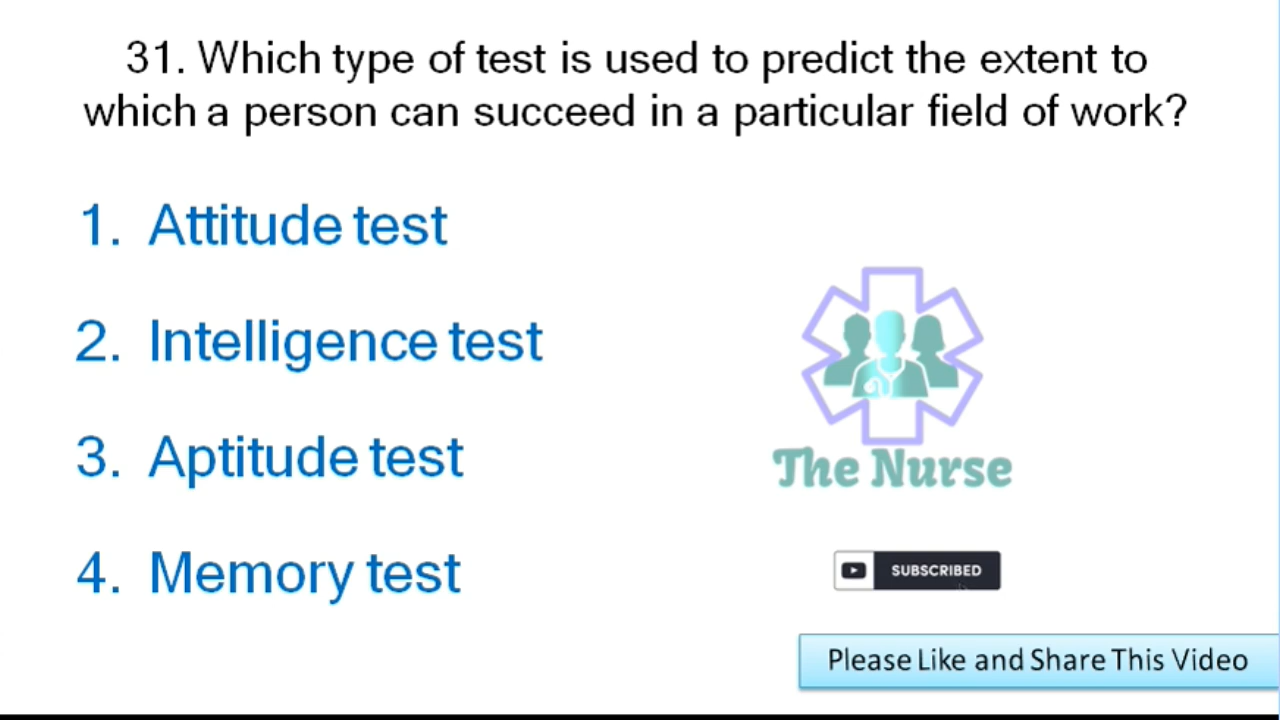 31. Which type of test is used to predict the extent to
which a person can succeed in a particular field of work?
1. Attitude test
2. Intelligence test
3. Aptitude test
4. Memory test
The Nurse
SUBSCRIBED
Please Like and Share This Video